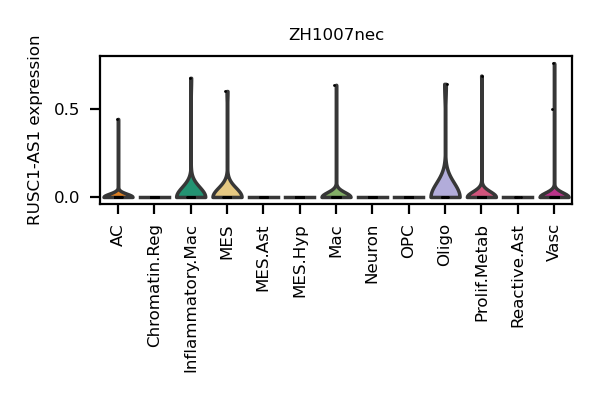 ZH1007nec
RUSC1-AS1 expression
0.5
0.0
AC
Chromatin.Reg
Inflammatory.Mac
MES
MES.Ast
MES.Hyp
Mac
Neuron
OPC
Oligo
Prolif.Metab
Reactive.Ast
Vasc